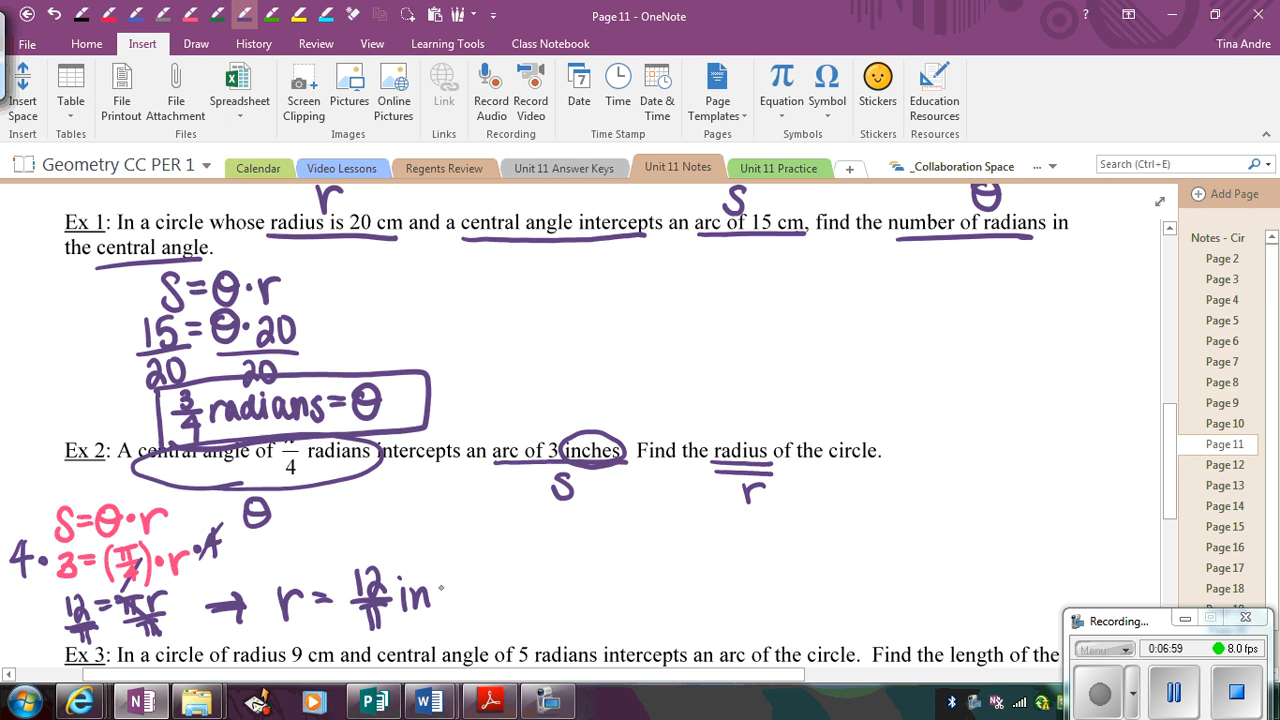 Page 11 - OneNote
?
File Home Insert Draw History Review View Learning Tools Class Notebook Tina Andre
Insert Space Table File Printout File Attachment Spreadsheet Screen Clipping Pictures Online Pictures Link Record Audio Record Video Date Time Date & Time Page Templates Equation Symbol Stickers Education Resources
Insert Tables Files Images Links Recording Time Stamp Pages Symbols Stickers Resources
Geometry CC PER 1 Calendar Video Lessons Regents Review Unit 11 Answer Keys Unit 11 Notes Unit 11 Practice _Collaboration Space ... Search (Ctrl+E)
Add Page
r s θ
Ex 1: In a circle whose radius is 20 cm and a central angle intercepts an arc of 15 cm, find the number of radians in
the central angle.
s = θ · r
15 = θ · 20
20 20
3/4 radians = θ
Ex 2: A central angle of π/4 radians intercepts an arc of 3 inches. Find the radius of the circle.
θ s r
s = θ · r
4 · 3 = (π/4) · r · 4
12/π = πr/π → r = 12/π in
Ex 3: In a circle of radius 9 cm and central angle of 5 radians intercepts an arc of the circle. Find the length of the
Notes - Cir
Page 2
Page 3
Page 4
Page 5
Page 6
Page 7
Page 8
Page 9
Page 10
Page 11
Page 12
Page 13
Page 14
Page 15
Page 16
Page 17
Page 18
Recording...
Menu 0:06:59 8.0 fps
12:01 PM